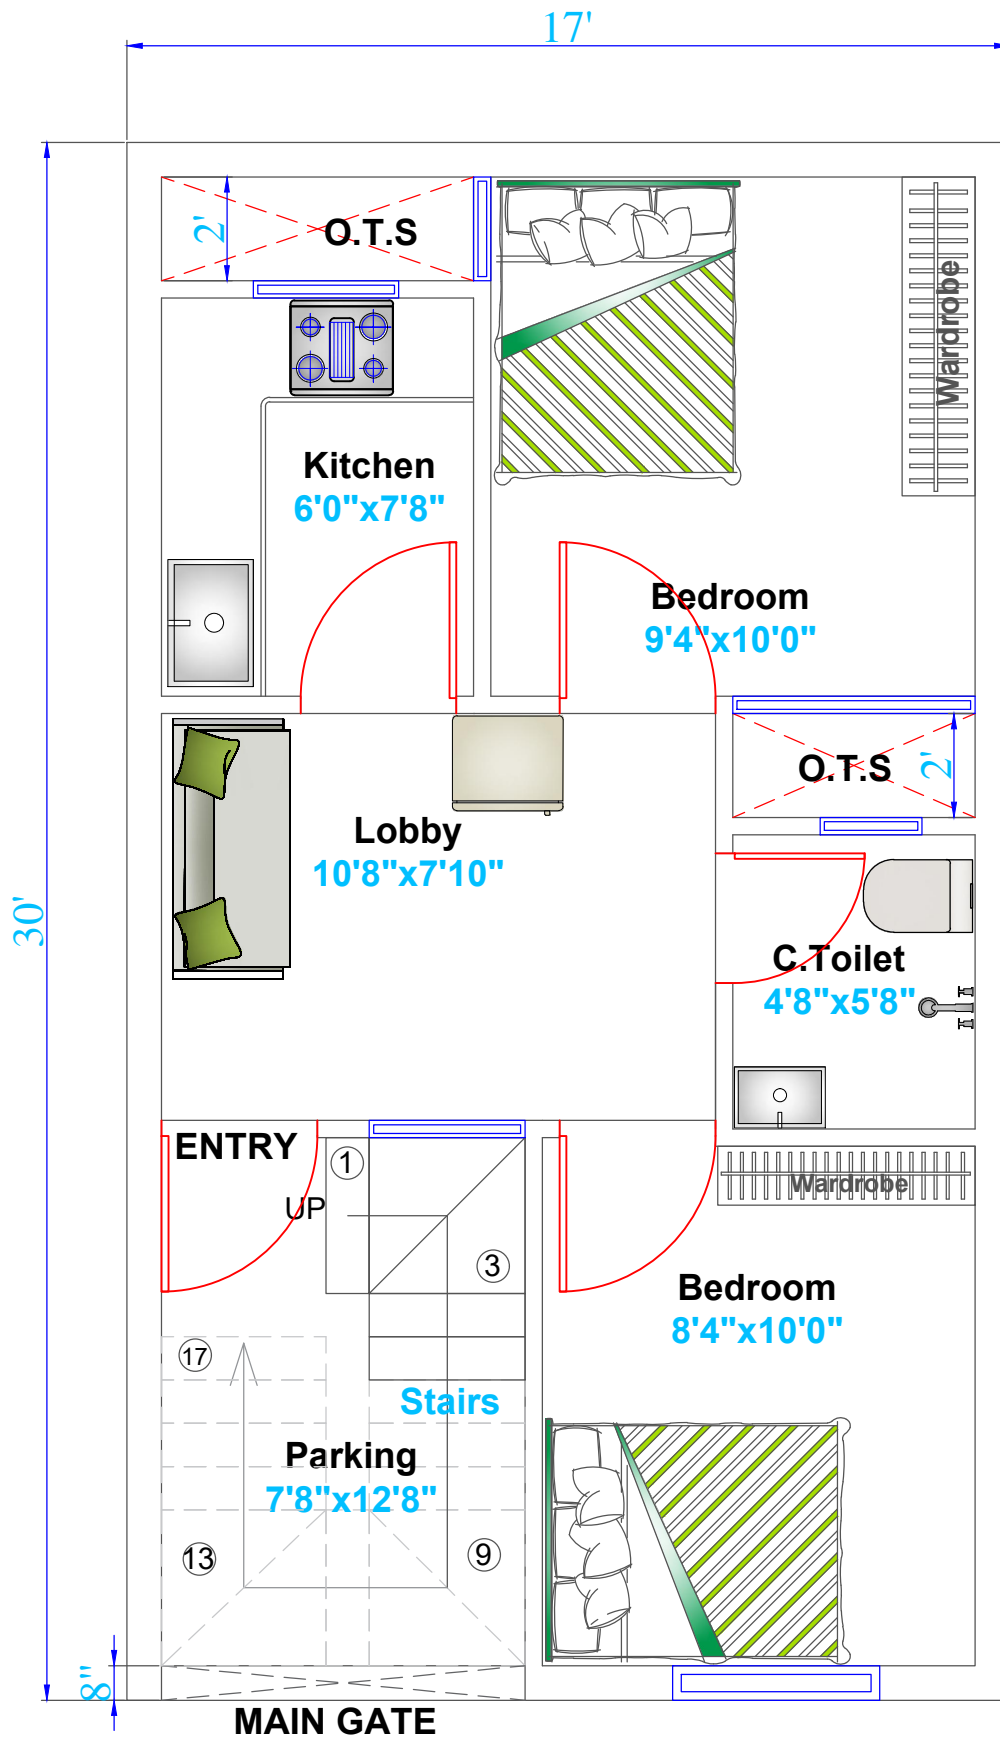 17'
2'
O.T.S
Wardrobe
Kitchen
6'0"x7'8"
Bedroom
9'4"x10'0"
O.T.S
2'
Lobby
10'8"x7'10"
30'
C.Toilet
4'8"x5'8"
ENTRY
1
Wardrobe
UP
3
Bedroom
8'4"x10'0"
17
Stairs
Parking
7'8"x12'8"
13
9
8"
MAIN GATE